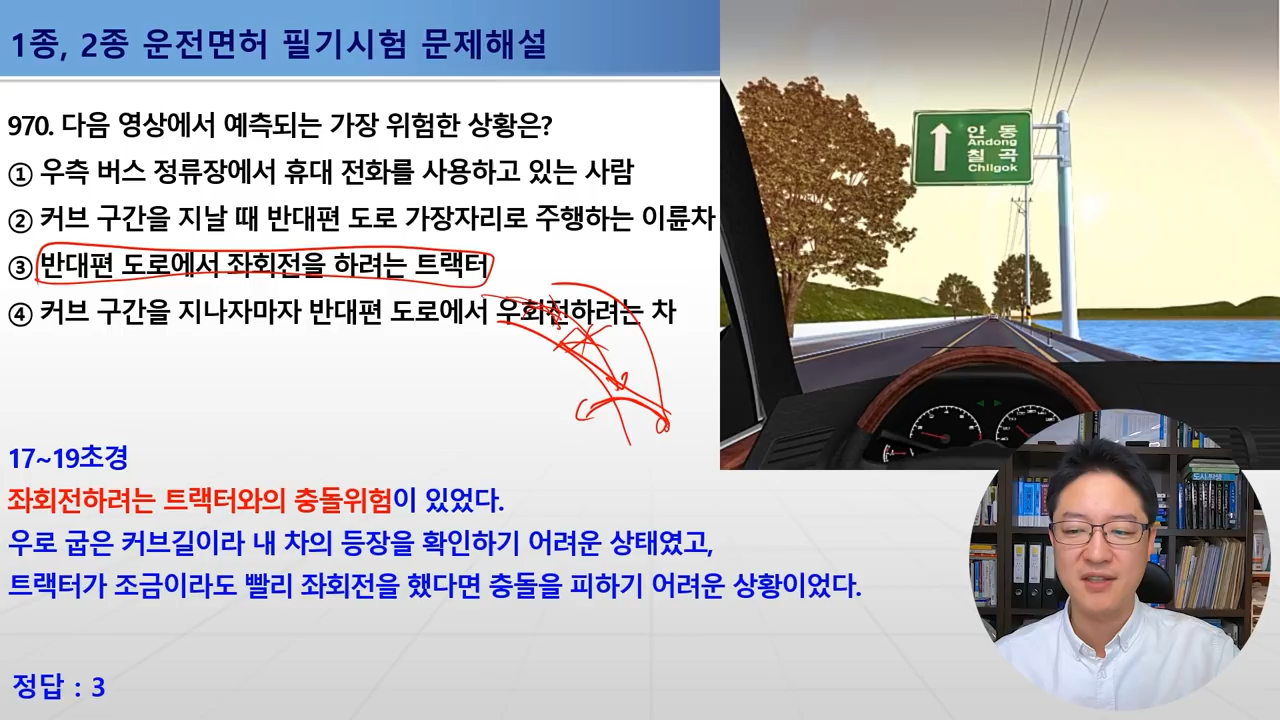 1종, 2종 운전면허 필기시험 문제해설
970. 다음 영상에서 예측되는 가장 위험한 상황은?
① 우측 버스 정류장에서 휴대 전화를 사용하고 있는 사람
② 커브 구간을 지날 때 반대편 도로 가장자리로 주행하는 이륜차
③ 반대편 도로에서 좌회전을 하려는 트랙터
④ 커브 구간을 지나자마자 반대편 도로에서 우회전하려는 차
17~19초경
좌회전하려는 트랙터와의 충돌위험이 있었다.
우로 굽은 커브길이라 내 차의 등장을 확인하기 어려운 상태였고,
트랙터가 조금이라도 빨리 좌회전을 했다면 충돌을 피하기 어려운 상황이었다.
정답 : 3
안동
Andong
칠곡
Chilgok